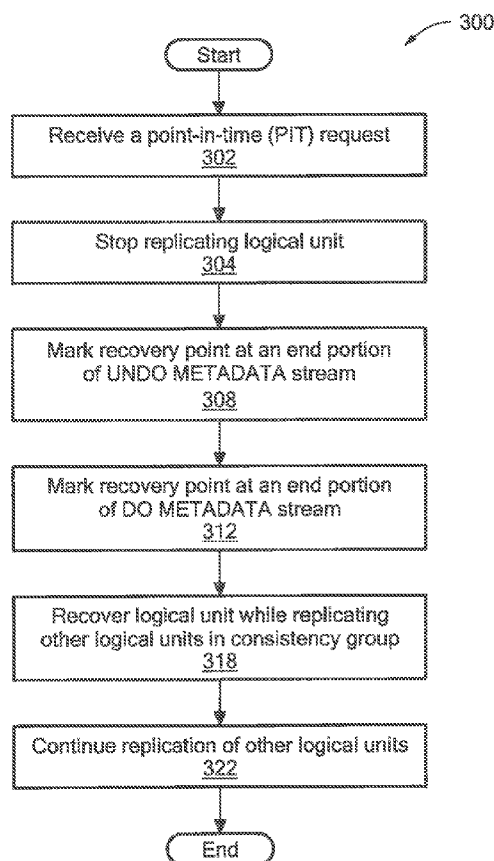 300
Start
Receive a point-in-time (PIT) request
302
Stop replicating logical unit
304
Mark recovery point at an end portion
of UNDO METADATA stream
308
Mark recovery point at an end portion
of DO METADATA stream
312
Recover logical unit while replicating
other logical units in consistency group
318
Continue replication of other logical units
322
End